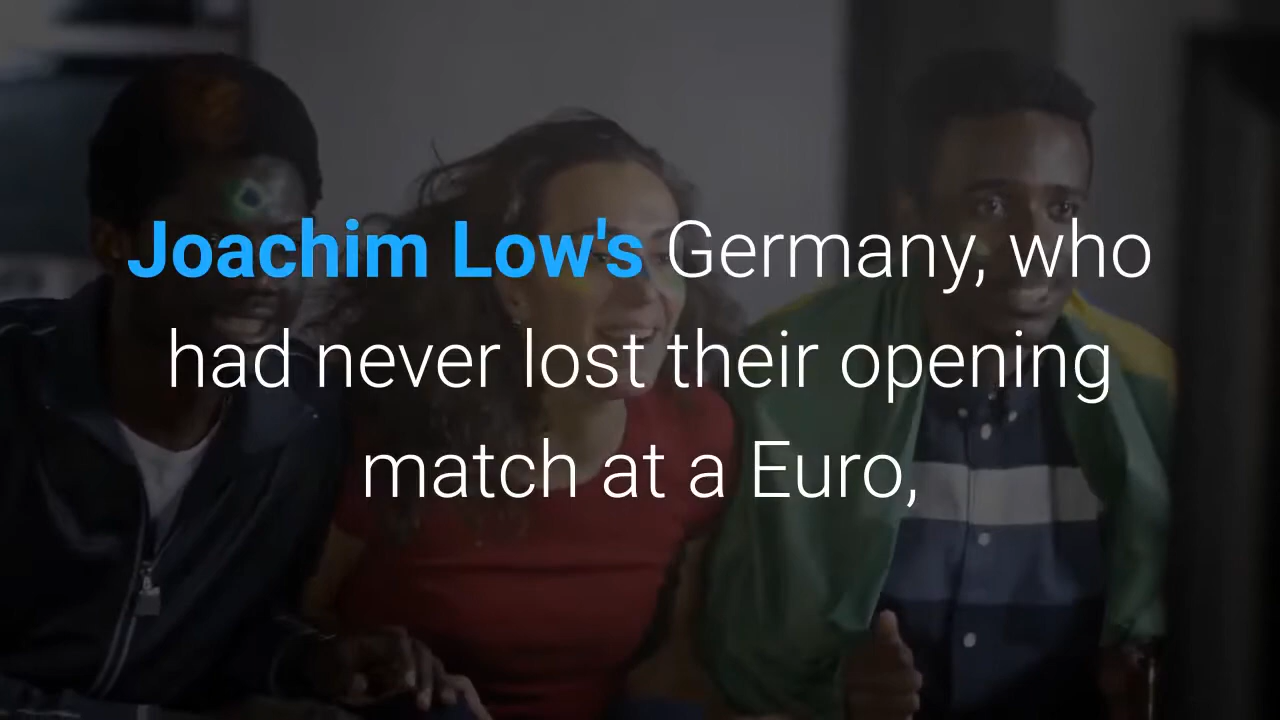 Joachim Low's Germany, who
had never lost their opening
match at a Euro,